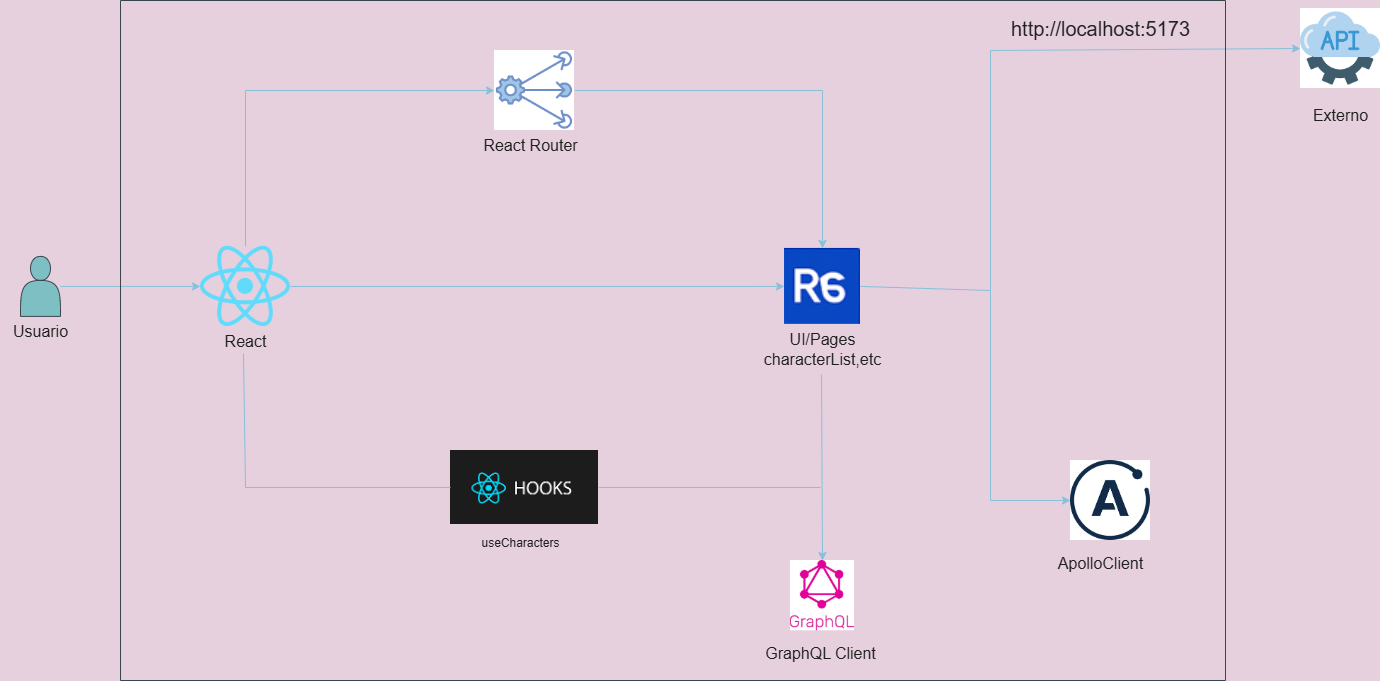 http://localhost:5173
API
Externo
React Router
Usuario
React
R6
UI/Pages
characterList,etc
HOOKS
useCharacters
A
ApolloClient
GraphQL
GraphQL Client